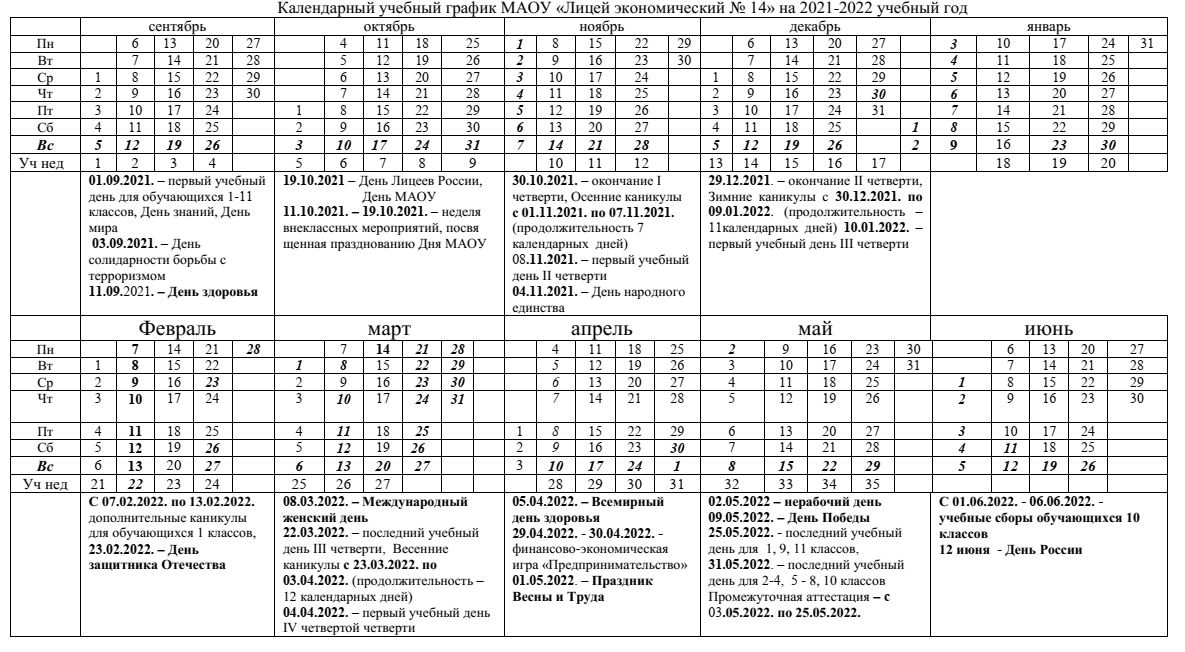 Календарный учебный график МАОУ «Лицей экономический № 14» на 2021-2022 учебный год
сентябрь октябрь ноябрь декабрь январь
Пн 6 13 20 27 4 11 18 25 1 8 15 22 29 6 13 20 27 3 10 17 24 31
Вт 7 14 21 28 5 12 19 26 2 9 16 23 30 7 14 21 28 4 11 18 25
Ср 1 8 15 22 29 6 13 20 27 3 10 17 24 1 8 15 22 29 5 12 19 26
Чт 2 9 16 23 30 7 14 21 28 4 11 18 25 2 9 16 23 30 6 13 20 27
Пт 3 10 17 24 1 8 15 22 29 5 12 19 26 3 10 17 24 31 7 14 21 28
Сб 4 11 18 25 2 9 16 23 30 6 13 20 27 4 11 18 25 1 8 15 22 29
Вс 5 12 19 26 3 10 17 24 31 7 14 21 28 5 12 19 26 2 9 16 23 30
Уч нед 1 2 3 4 5 6 7 8 9 10 11 12 13 14 15 16 17 18 19 20
01.09.2021. – первый учебный
день для обучающихся 1-11
классов, День знаний, День
мира
03.09.2021. – День
солидарности борьбы с
терроризмом
11.09.2021. – День здоровья
19.10.2021 – День Лицеев России,
День МАОУ
11.10.2021. – 19.10.2021. – неделя
внеклассных мероприятий, посвя
щенная празднованию Дня МАОУ
30.10.2021. – окончание I
четверти, Осенние каникулы
с 01.11.2021. по 07.11.2021.
(продолжительность 7
календарных дней)
08.11.2021. – первый учебный
день II четверти
04.11.2021. – День народного
единства
29.12.2021. – окончание II четверти,
Зимние каникулы с 30.12.2021. по
09.01.2022. (продолжительность –
11календарных дней) 10.01.2022. –
первый учебный день III четверти
Февраль март апрель май июнь
Пн 7 14 21 28 7 14 21 28 4 11 18 25 2 9 16 23 30 6 13 20 27
Вт 1 8 15 22 1 8 15 22 29 5 12 19 26 3 10 17 24 31 7 14 21 28
Ср 2 9 16 23 2 9 16 23 30 6 13 20 27 4 11 18 25 1 8 15 22 29
Чт 3 10 17 24 3 10 17 24 31 7 14 21 28 5 12 19 26 2 9 16 23 30
Пт 4 11 18 25 4 11 18 25 1 8 15 22 29 6 13 20 27 3 10 17 24
Сб 5 12 19 26 5 12 19 26 2 9 16 23 30 7 14 21 28 4 11 18 25
Вс 6 13 20 27 6 13 20 27 3 10 17 24 1 8 15 22 29 5 12 19 26
Уч нед 21 22 23 24 25 26 27 28 29 30 31 32 33 34 35
С 07.02.2022. по 13.02.2022.
дополнительные каникулы
для обучающихся 1 классов,
23.02.2022. – День
защитника Отечества
08.03.2022. – Международный
женский день
22.03.2022. – последний учебный
день III четверти, Весенние
каникулы с 23.03.2022. по
03.04.2022. (продолжительность –
12 календарных дней)
04.04.2022. – первый учебный день
IV четвертой четверти
05.04.2022. – Всемирный
день здоровья
29.04.2022. - 30.04.2022. -
финансово-экономическая
игра «Предпринимательство»
01.05.2022. – Праздник
Весны и Труда
02.05.2022 – нерабочий день
09.05.2022. – День Победы
25.05.2022. - последний учебный
день для 1, 9, 11 классов,
31.05.2022. – последний учебный
день для 2-4, 5 - 8, 10 классов
Промежуточная аттестация – с
03.05.2022. по 25.05.2022.
С 01.06.2022. - 06.06.2022. -
учебные сборы обучающихся 10
классов
12 июня - День России